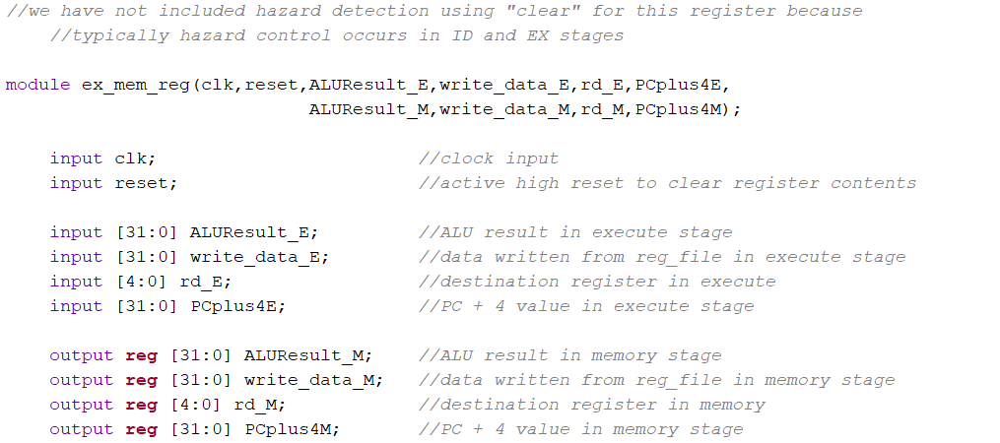 //we have not included hazard detection using "clear" for this register because
//typically hazard control occurs in ID and EX stages
module ex_mem_reg(clk,reset,ALUResult_E,write_data_E,rd_E,PCplus4E,
ALUResult_M,write_data_M,rd_M,PCplus4M);
input clk; //clock input
input reset; //active high reset to clear register contents
input [31:0] ALUResult_E; //ALU result in execute stage
input [31:0] write_data_E; //data written from reg_file in execute stage
input [4:0] rd_E; //destination register in execute
input [31:0] PCplus4E; //PC + 4 value in execute stage
output reg [31:0] ALUResult_M; //ALU result in memory stage
output reg [31:0] write_data_M; //data written from reg_file in memory stage
output reg [4:0] rd_M; //destination register in memory
output reg [31:0] PCplus4M; //PC + 4 value in memory stage